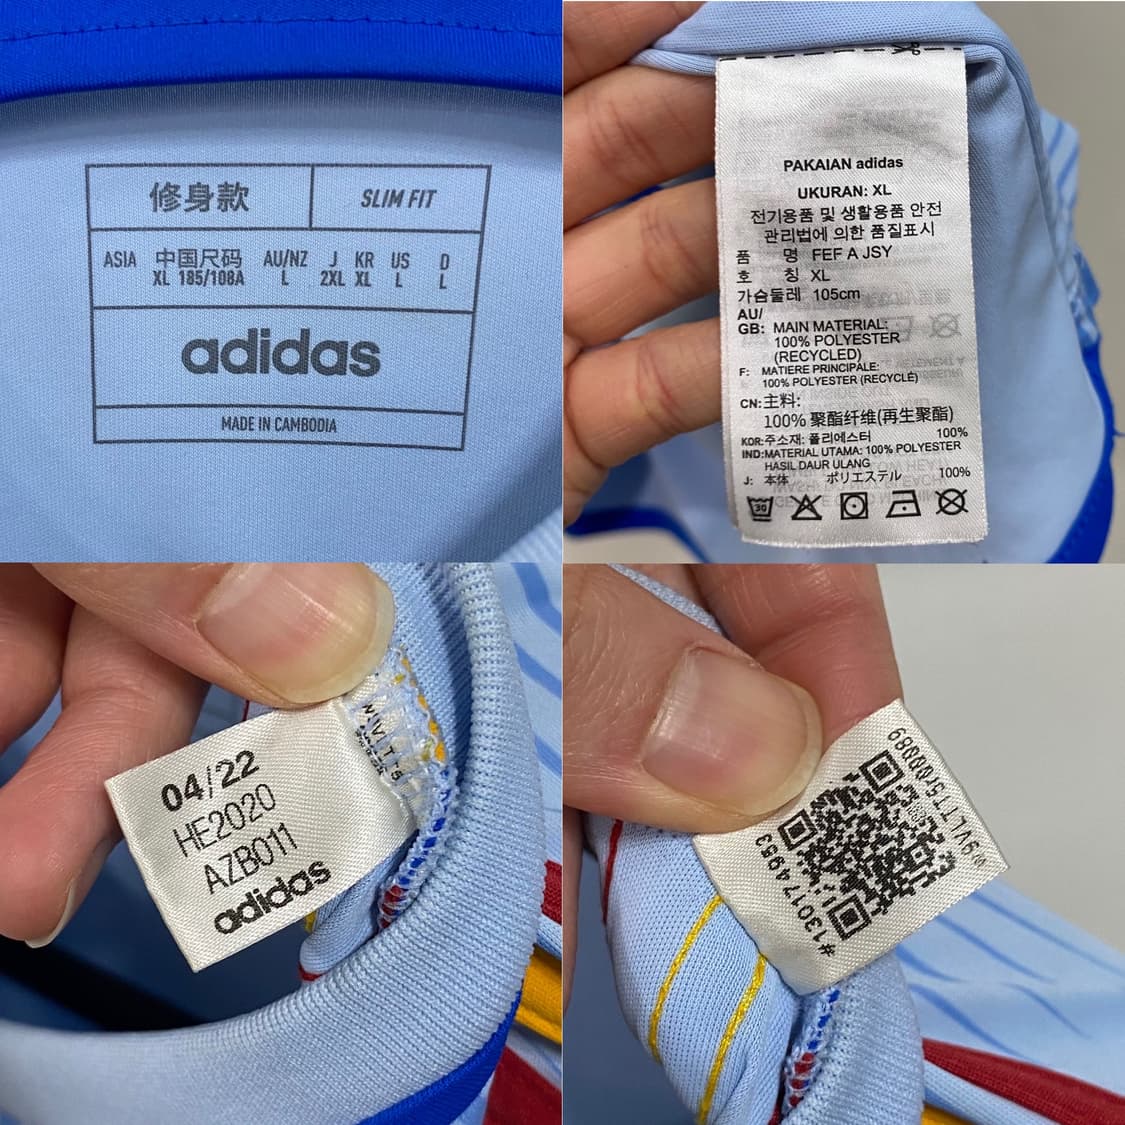 修身款
SLIM FIT
ASIA 中国尺码 AU/NZ J KR US D
XL 185/108A L 2XL XL L L
adidas
MADE IN CAMBODIA
PAKAIAN adidas
UKURAN: XL
전기용품 및 생활용품 안전
관리법에 의한 품질표시
품 명 FEF A JSY
호 칭 XL
가슴둘레 105cm
AU/
GB: MAIN MATERIAL:
100% POLYESTER
(RECYCLED)
F: MATIERE PRINCIPALE:
100% POLYESTER (RECYCLÉ)
CN: 主料:
100% 聚酯纤维(再生聚酯)
KOR: 주소재: 폴리에스터 100%
IND: MATERIAL UTAMA: 100% POLYESTER
HASIL DAUR ULANG
J: 本体 ポリエステル 100%
30
04/22
HF2020
AZB011
adidas
#130174953